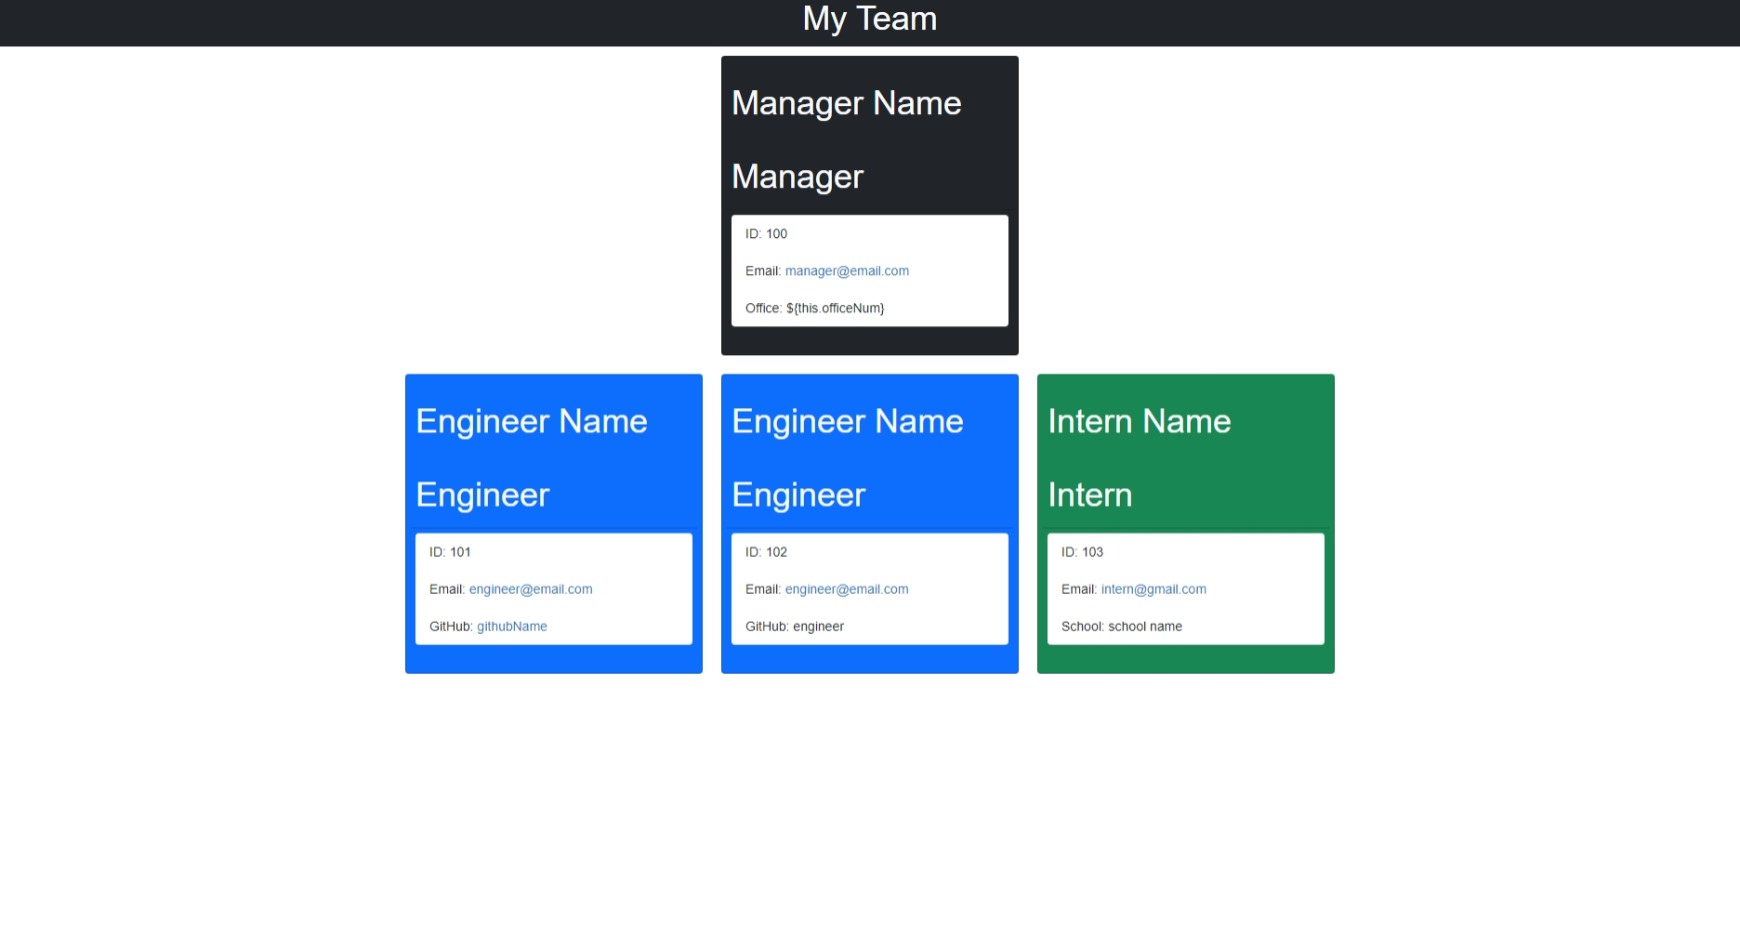 My Team
Manager Name
Manager
ID: 100
Email: manager@email.com
Office: ${this.officeNum}
Engineer Name
Engineer
ID: 101
Email: engineer@email.com
GitHub: githubName
Engineer Name
Engineer
ID: 102
Email: engineer@email.com
GitHub: engineer
Intern Name
Intern
ID: 103
Email: intern@gmail.com
School: school name